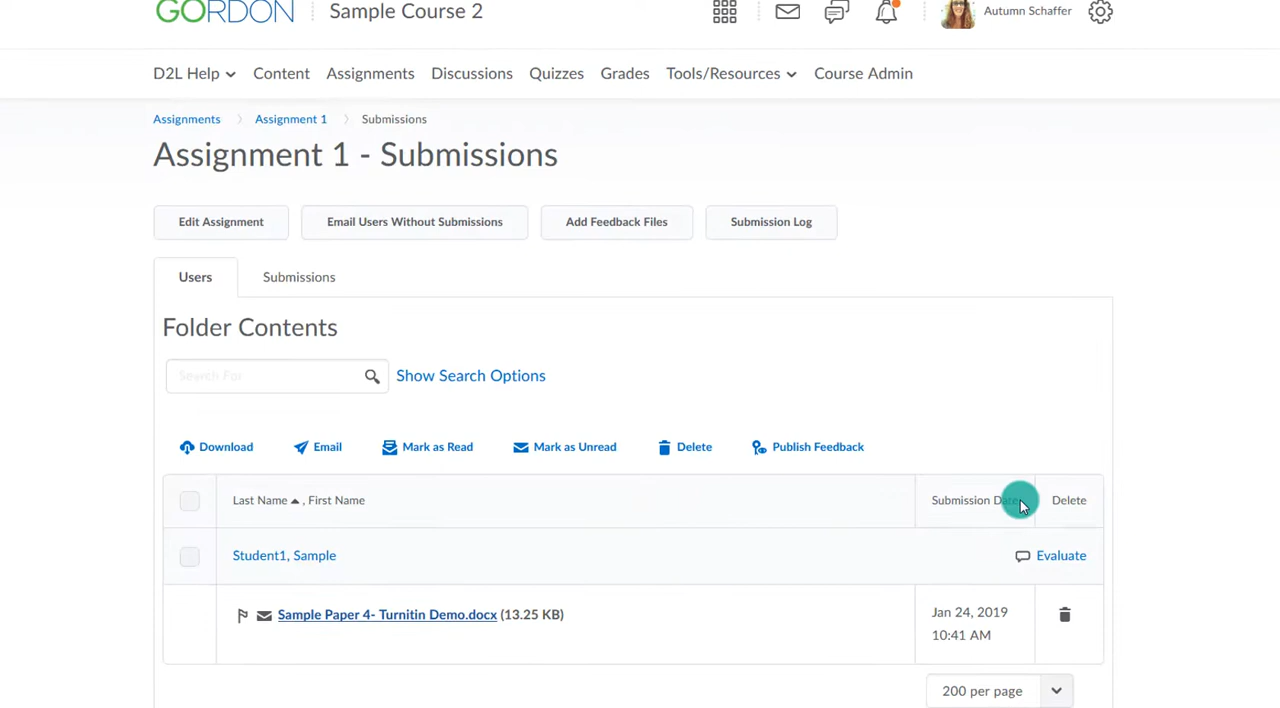 GORDON
Sample Course 2
Autumn Schaffer
D2L Help Content Assignments Discussions Quizzes Grades Tools/Resources Course Admin
Assignments Assignment 1 Submissions
Assignment 1 - Submissions
Edit Assignment Email Users Without Submissions Add Feedback Files Submission Log
Users Submissions
Folder Contents
Search For Show Search Options
Download Email Mark as Read Mark as Unread Delete Publish Feedback
Last Name , First Name Submission Date Delete
Student1, Sample Evaluate
Sample Paper 4- Turnitin Demo.docx (13.25 KB) Jan 24, 2019
10:41 AM
200 per page